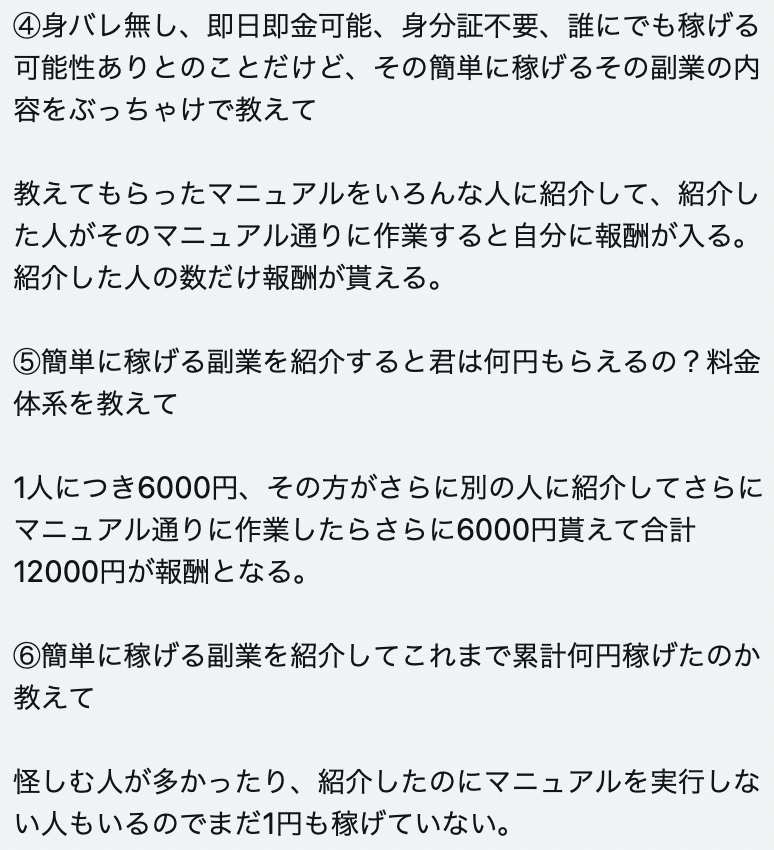 ④身バレ無し、即日即金可能、身分証不要、誰にでも稼げる
可能性ありとのことだけど、その簡単に稼げるその副業の内
容をぶっちゃけで教えて
教えてもらったマニュアルをいろんな人に紹介して、紹介し
た人がそのマニュアル通りに作業すると自分に報酬が入る。
紹介した人の数だけ報酬が貰える。
⑤簡単に稼げる副業を紹介すると君は何円もらえるの？料金
体系を教えて
1人につき6000円、その方がさらに別の人に紹介してさらに
マニュアル通りに作業したらさらに6000円貰えて合計
12000円が報酬となる。
⑥簡単に稼げる副業を紹介してこれまで累計何円稼げたのか
教えて
怪しむ人が多かったり、紹介したのにマニュアルを実行しな
い人もいるのでまだ1円も稼げていない。